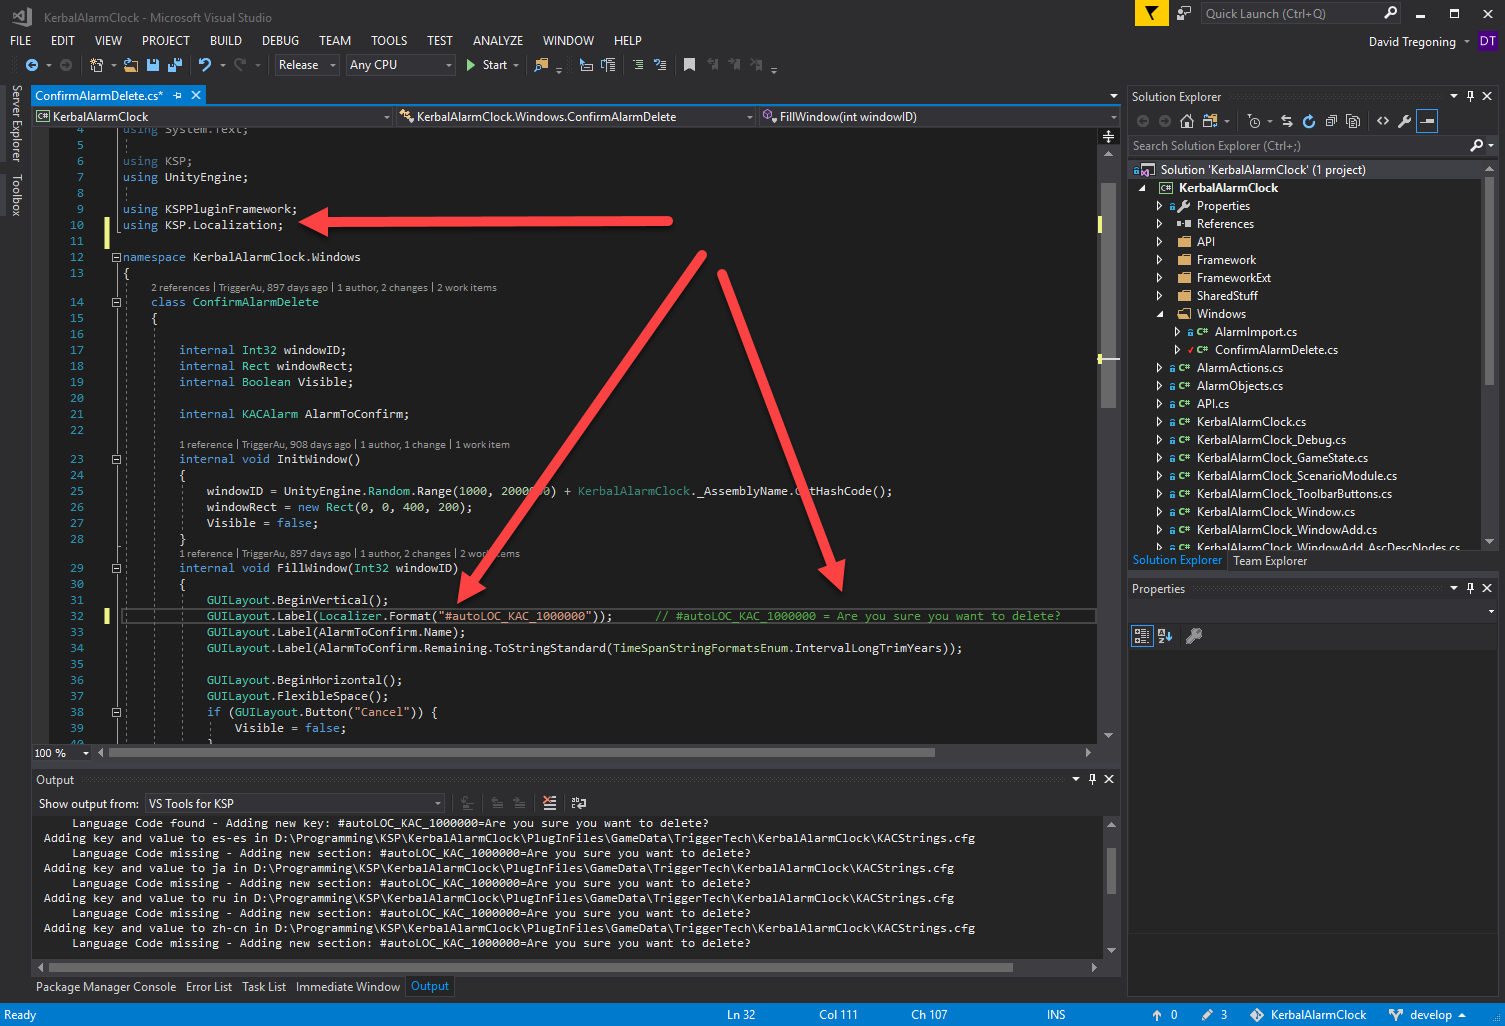 KerbalAlarmClock - Microsoft Visual Studio
Quick Launch (Ctrl+Q)
FILE EDIT VIEW PROJECT BUILD DEBUG TEAM TOOLS TEST ANALYZE WINDOW HELP
David Tregoning DT
Release Any CPU Start
Server Explorer
Toolbox
ConfirmAlarmDelete.cs*
KerbalAlarmClock KerbalAlarmClock.Windows.ConfirmAlarmDelete FillWindow(int windowID)
4 using System.Text;
5
6 using KSP;
7 using UnityEngine;
8
9 using KSPPluginFramework;
10 using KSP.Localization;
11
12 namespace KerbalAlarmClock.Windows
13 {
2 references | TriggerAu, 897 days ago | 1 author, 2 changes | 2 work items
14 class ConfirmAlarmDelete
15 {
16
17 internal Int32 windowID;
18 internal Rect windowRect;
19 internal Boolean Visible;
20
21 internal KACAlarm AlarmToConfirm;
22
1 reference | TriggerAu, 908 days ago | 1 author, 1 change | 1 work item
23 internal void InitWindow()
24 {
25 windowID = UnityEngine.Random.Range(1000, ) + KerbalAlarmClock._AssemblyName.GetHashCode();
26 windowRect = new Rect(0, 0, 400, 200);
27 Visible = false;
28 }
1 reference | TriggerAu, 897 days ago | 1 author, 2 changes | 2 work items
29 internal void FillWindow(Int32 windowID)
30 {
31 GUILayout.BeginVertical();
32 GUILayout.Label(Localizer.Format("#autoLOC_KAC_1000000")); // #autoLOC_KAC_1000000 = Are you sure you want to delete?
33 GUILayout.Label(AlarmToConfirm.Name);
34 GUILayout.Label(AlarmToConfirm.Remaining.ToStringStandard(TimeSpanStringFormatsEnum.IntervalLongTrimYears));
35
36 GUILayout.BeginHorizontal();
37 GUILayout.FlexibleSpace();
38 if (GUILayout.Button("Cancel")) {
39 Visible = false;
40 }
100 %
Output
Show output from: VS Tools for KSP
Language Code found - Adding new key: #autoLOC_KAC_1000000=Are you sure you want to delete?
Adding key and value to es-es in D:\Programming\KSP\KerbalAlarmClock\PlugInFiles\GameData\TriggerTech\KerbalAlarmClock\KACStrings.cfg
Language Code missing - Adding new section: #autoLOC_KAC_1000000=Are you sure you want to delete?
Adding key and value to ja in D:\Programming\KSP\KerbalAlarmClock\PlugInFiles\GameData\TriggerTech\KerbalAlarmClock\KACStrings.cfg
Language Code missing - Adding new section: #autoLOC_KAC_1000000=Are you sure you want to delete?
Adding key and value to ru in D:\Programming\KSP\KerbalAlarmClock\PlugInFiles\GameData\TriggerTech\KerbalAlarmClock\KACStrings.cfg
Language Code missing - Adding new section: #autoLOC_KAC_1000000=Are you sure you want to delete?
Adding key and value to zh-cn in D:\Programming\KSP\KerbalAlarmClock\PlugInFiles\GameData\TriggerTech\KerbalAlarmClock\KACStrings.cfg
Language Code missing - Adding new section: #autoLOC_KAC_1000000=Are you sure you want to delete?
Package Manager Console Error List Task List Immediate Window Output
Solution Explorer
Search Solution Explorer (Ctrl+;)
Solution 'KerbalAlarmClock' (1 project)
KerbalAlarmClock
Properties
References
API
Framework
FrameworkExt
SharedStuff
Windows
C# AlarmImport.cs
C# ConfirmAlarmDelete.cs
C# AlarmActions.cs
C# AlarmObjects.cs
C# API.cs
C# KerbalAlarmClock.cs
C# KerbalAlarmClock_Debug.cs
C# KerbalAlarmClock_GameState.cs
C# KerbalAlarmClock_ScenarioModule.cs
C# KerbalAlarmClock_ToolbarButtons.cs
C# KerbalAlarmClock_Window.cs
C# KerbalAlarmClock_WindowAdd.cs
C# KerbalAlarmClock_WindowAdd_AscDescNodes.cs
Solution Explorer Team Explorer
Properties
Ready Ln 32 Col 111 Ch 107 INS 0 3 KerbalAlarmClock develop